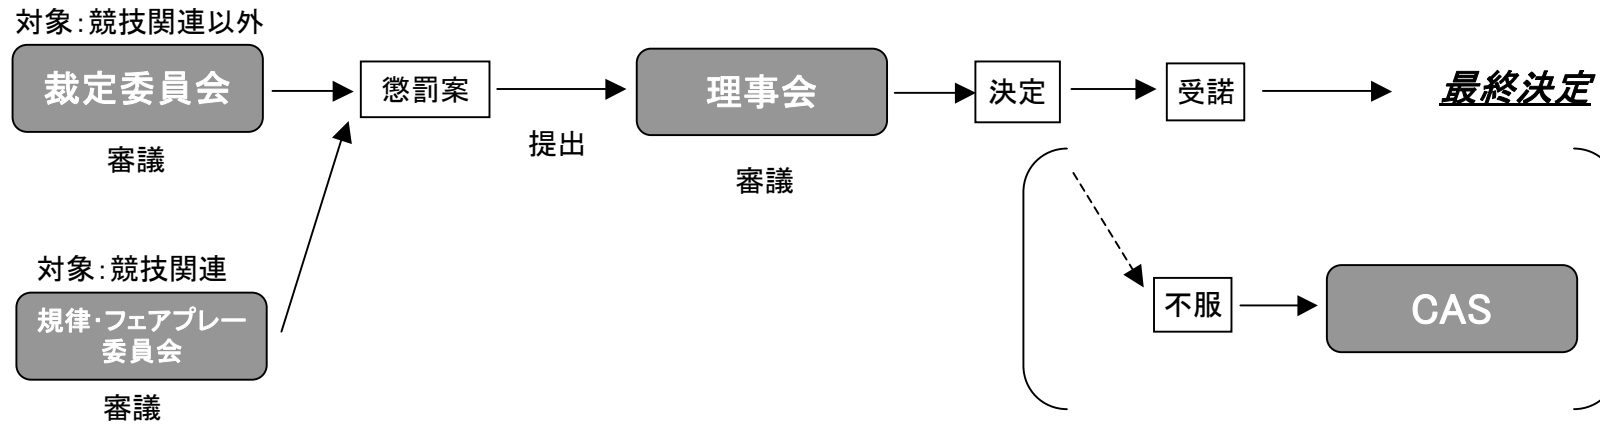 対象:競技関連以外
裁定委員会
審議
懲罰案
提出
理事会
審議
決定
受諾
最終決定
対象:競技関連
規律・フェアプレー
委員会
審議
不服
CAS